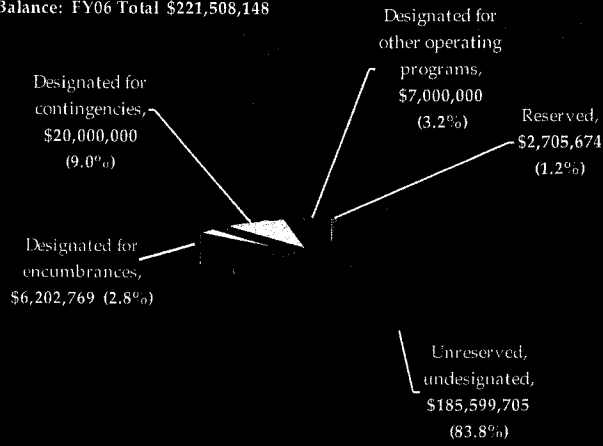 Balance: FY06 Total $221,508,148
Designated for
other operating
programs,
$7,000,000
(3.2%)
Designated for
contingencies,
$20,000,000
(9.0%)
Reserved,
$2,705,674
(1.2%)
Designated for
encumbrances,
$6,202,769 (2.8%)
Unreserved,
undesignated,
$185,599,705
(83.8%)